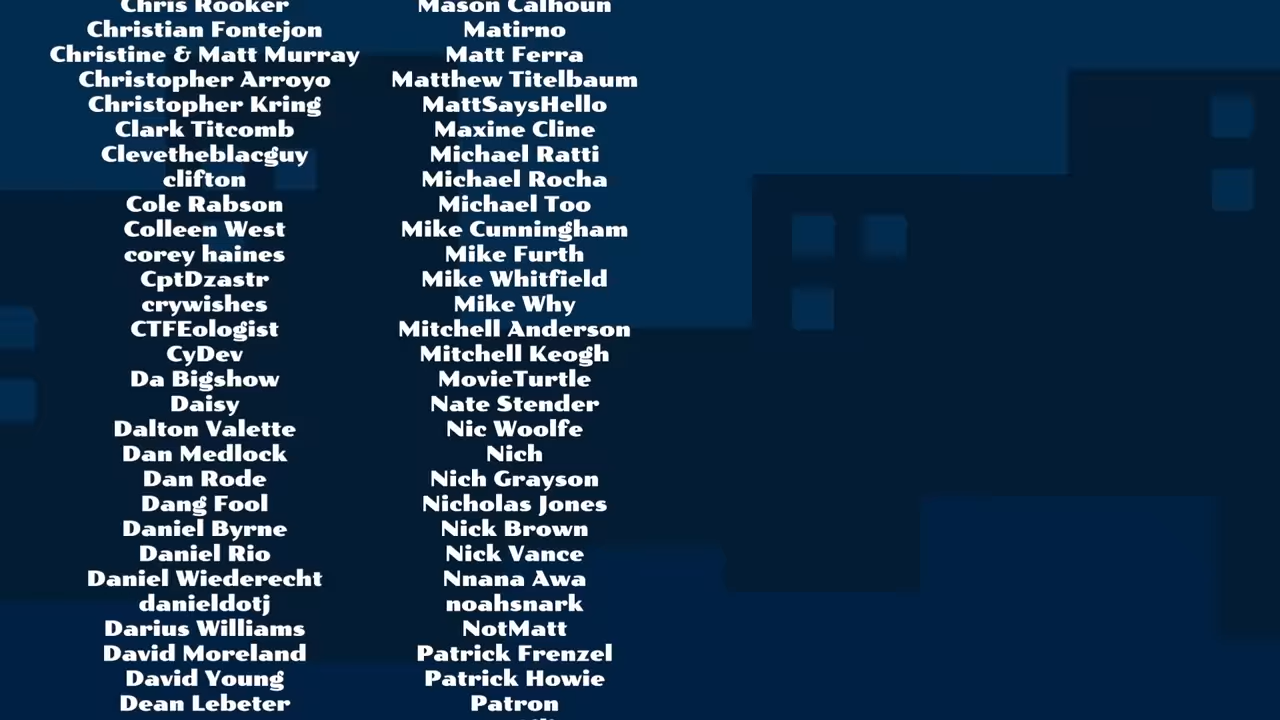 Chris Rooker
Christian Fontejon
Christine & Matt Murray
Christopher Arroyo
Christopher Kring
Clark Titcomb
Clevetheblacguy
clifton
Cole Rabson
Colleen West
corey haines
CptDzastr
crywishes
CTFEologist
CyDev
Da Bigshow
Daisy
Dalton Valette
Dan Medlock
Dan Rode
Dang Fool
Daniel Byrne
Daniel Rio
Daniel Wiederecht
danieldotj
Darius Williams
David Moreland
David Young
Dean Lebeter
Mason Calhoun
Matirno
Matt Ferra
Matthew Titelbaum
MattSaysHello
Maxine Cline
Michael Ratti
Michael Rocha
Michael Too
Mike Cunningham
Mike Furth
Mike Whitfield
Mike Why
Mitchell Anderson
Mitchell Keogh
MovieTurtle
Nate Stender
Nic Woolfe
Nich
Nich Grayson
Nicholas Jones
Nick Brown
Nick Vance
Nnana Awa
noahsnark
NotMatt
Patrick Frenzel
Patrick Howie
Patron